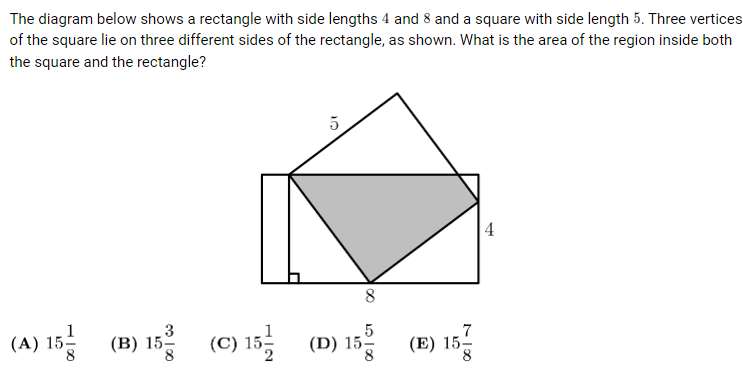 The diagram below shows a rectangle with side lengths 4 and 8 and a square with side length 5. Three vertices
of the square lie on three different sides of the rectangle, as shown. What is the area of the region inside both
the square and the rectangle?
5
4
8
(A) 15 1/8 (B) 15 3/8 (C) 15 1/2 (D) 15 5/8 (E) 15 7/8